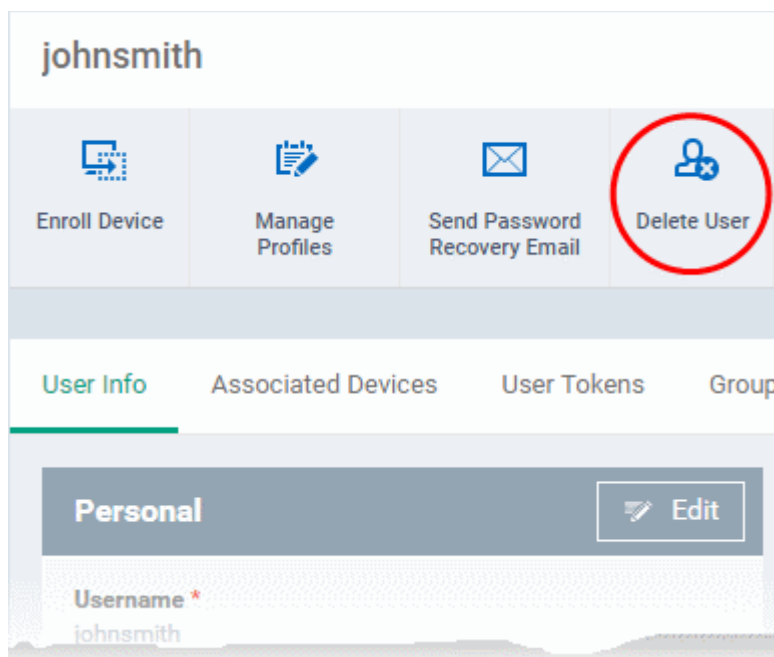 johnsmith
Enroll Device
Manage
Profiles
Send Password
Recovery Email
Delete User
User Info
Associated Devices
User Tokens
Group
Personal
Edit
Username *
johnsmith